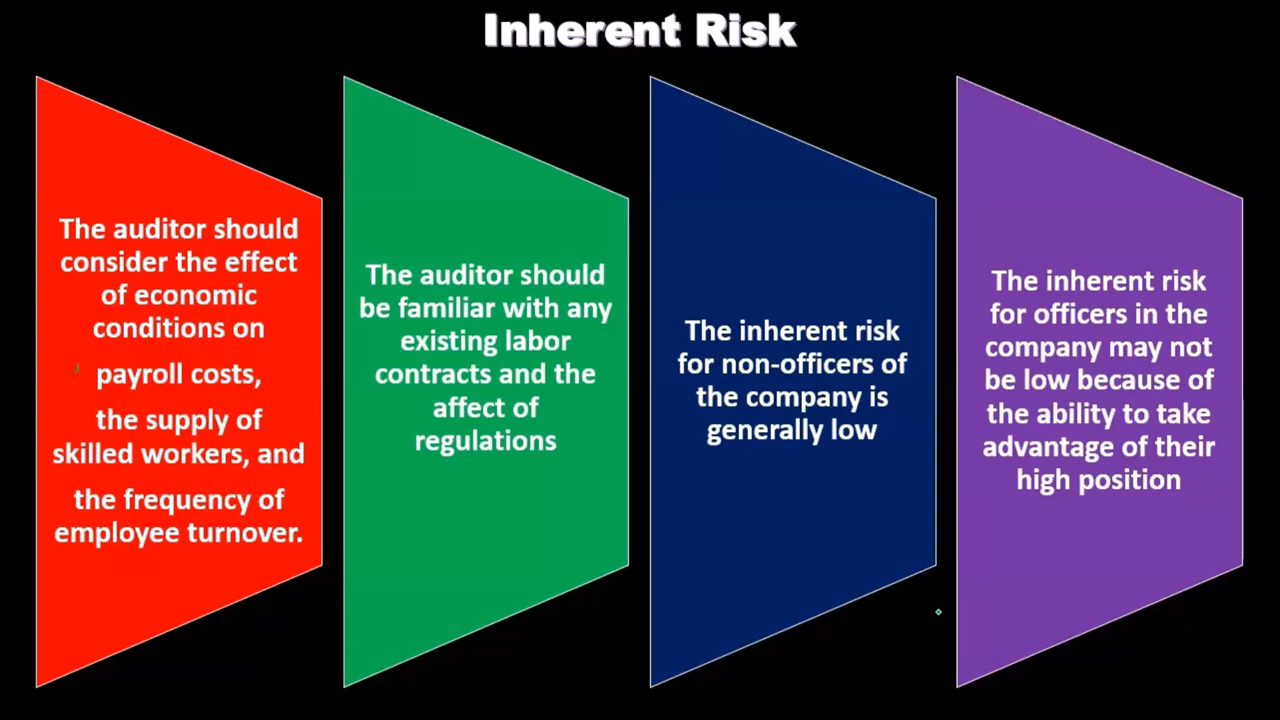 Inherent Risk
The auditor should
consider the effect
of economic
conditions on
payroll costs,
the supply of
skilled workers, and
the frequency of
employee turnover.
The auditor should
be familiar with any
existing labor
contracts and the
affect of
regulations
The inherent risk
for non-officers of
the company is
generally low
The inherent risk
for officers in the
company may not
be low because of
the ability to take
advantage of their
high position